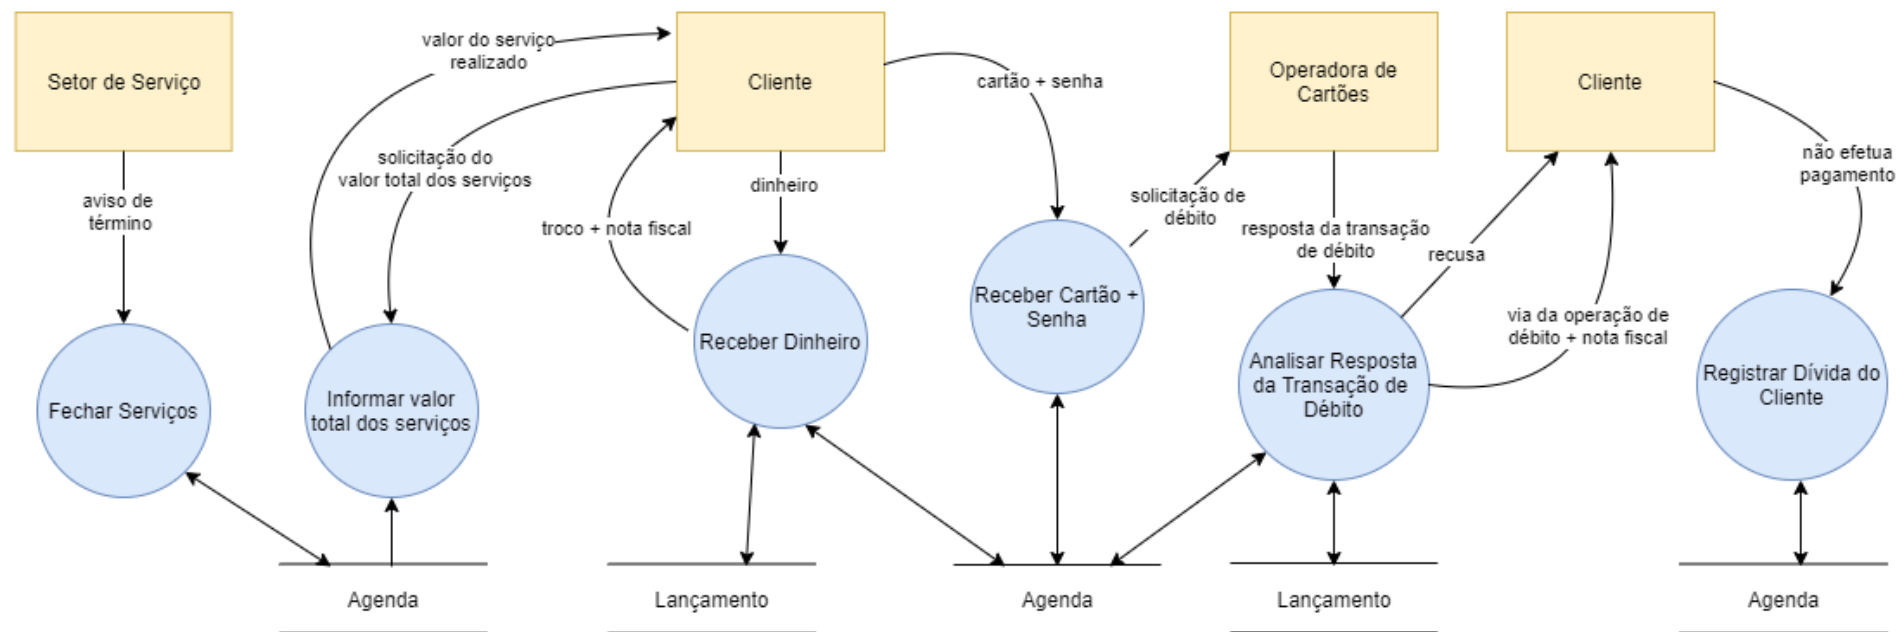 Setor de Serviço
valor do serviço
realizado
Cliente
cartão + senha
Operadora de
Cartões
Cliente
solicitação do
valor total dos serviços
dinheiro
não efetua
pagamento
aviso de
término
troco + nota fiscal
solicitação de
débito
resposta da transação
de débito
recusa
Receber Cartão +
Senha
via da operação de
débito + nota fiscal
Receber Dinheiro
Analisar Resposta
da Transação de
Débito
Registrar Dívida do
Cliente
Fechar Serviços
Informar valor
total dos serviços
Agenda
Lançamento
Agenda
Lançamento
Agenda